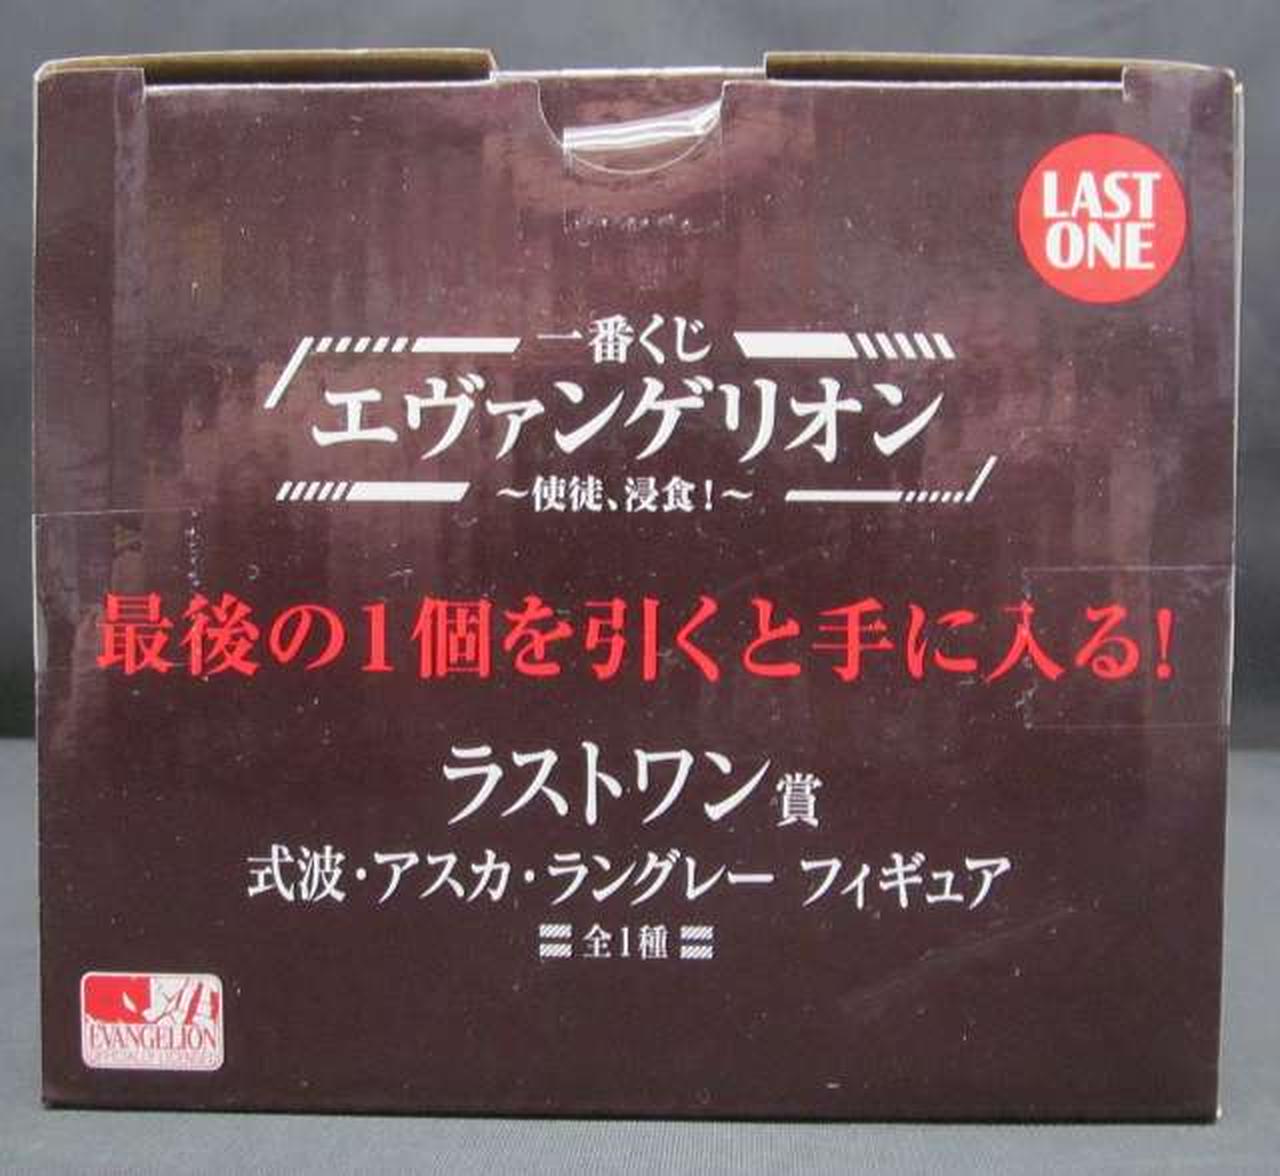 LAST
ONE
一番くじ
エヴァンゲリオン
～使徒、浸食！～
最後の1個を引くと手に入る！
ラストワン賞
式波・アスカ・ラングレー フィギュア
全1種
EVANGELION